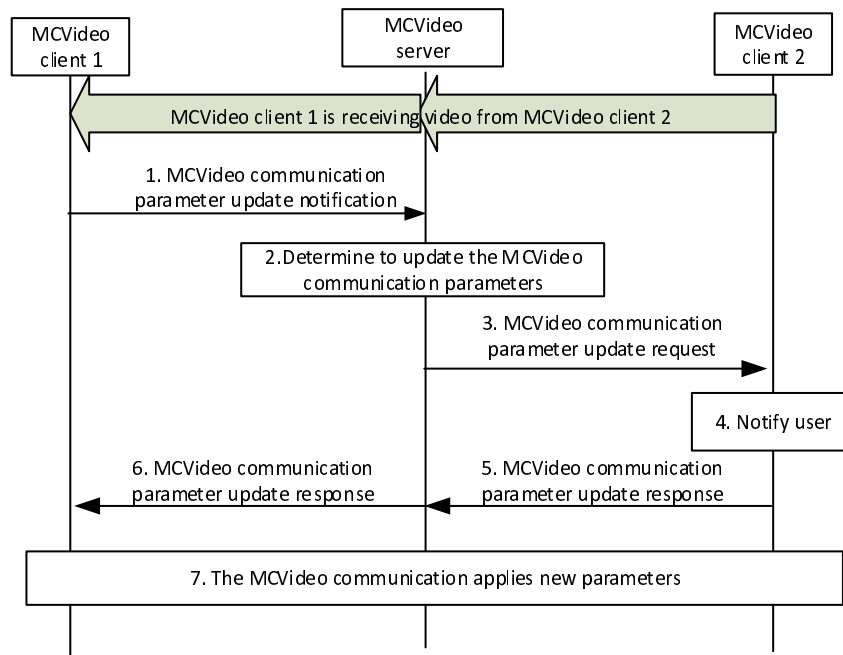 MCVideo
client 1
MCVideo
server
MCVideo
client 2
MCVideo client 1 is receiving video from MCVideo client 2
1. MCVideo communication
parameter update notification
2.Determine to update the MCVideo
communication parameters
3. MCVideo communication
parameter update request
4. Notify user
6. MCVideo communication
parameter update response
5. MCVideo communication
parameter update response
7. The MCVideo communication applies new parameters